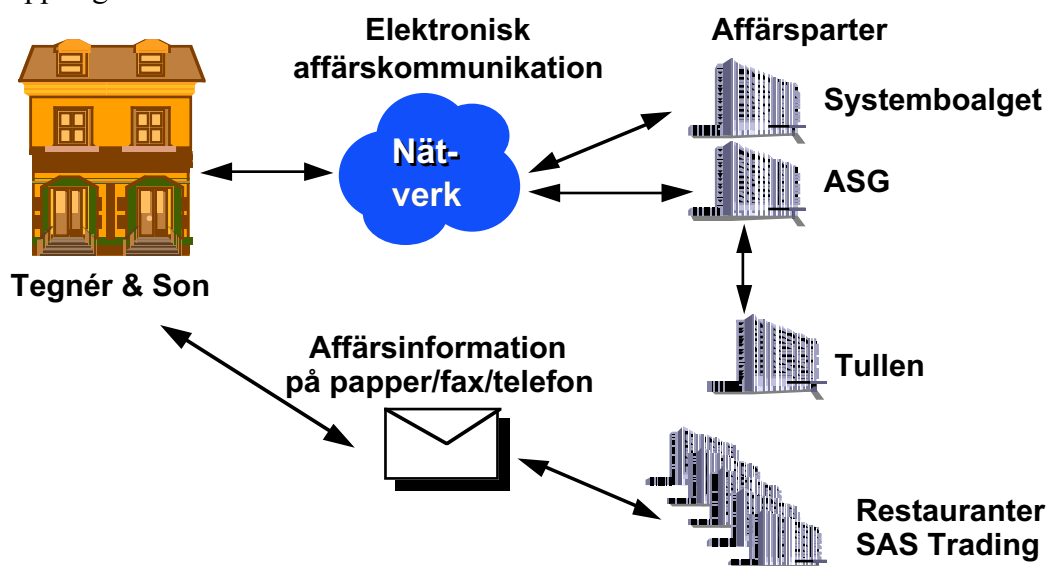 Elektronisk
affärskommunikation
Affärsparter
Systemboalget
Nät-
verk
ASG
Tegnér & Son
Affärsinformation
på papper/fax/telefon
Tullen
Restauranter
SAS Trading